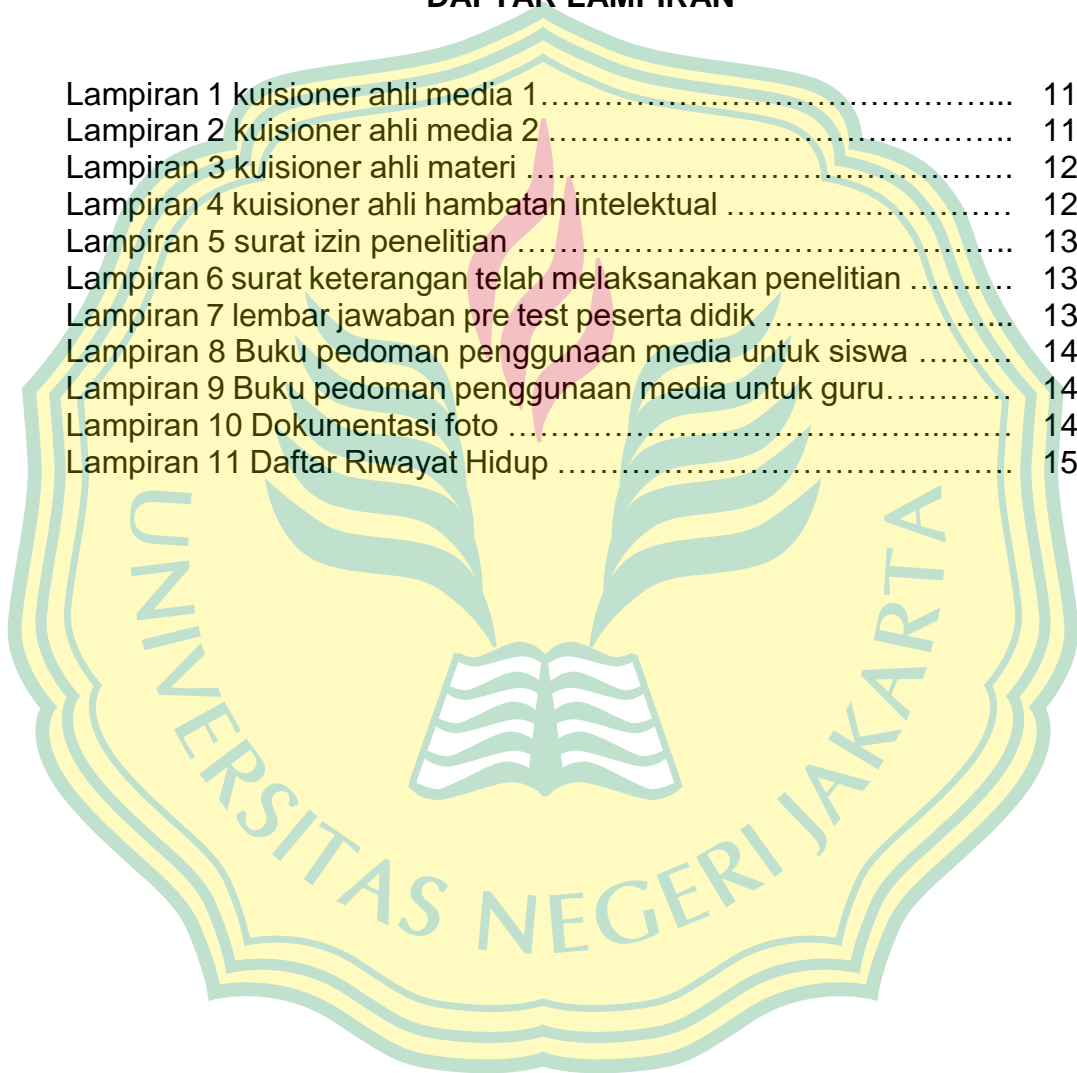 DAFTAR LAMPIRAN
Lampiran 1 kuisioner ahli media 1…………………………………………... 11
Lampiran 2 kuisioner ahli media 2………………………………………….. 11
Lampiran 3 kuisioner ahli materi …………………………………………. 12
Lampiran 4 kuisioner ahli hambatan intelektual ……………………… 12
Lampiran 5 surat izin penelitian ………………………………………….. 13
Lampiran 6 surat keterangan telah melaksanakan penelitian ………. 13
Lampiran 7 lembar jawaban pre test peserta didik …………………... 13
Lampiran 8 Buku pedoman penggunaan media untuk siswa ……… 14
Lampiran 9 Buku pedoman penggunaan media untuk guru………… 14
Lampiran 10 Dokumentasi foto …………………………………...……. 14
Lampiran 11 Daftar Riwayat Hidup …………………………………….. 15
UNIVERSITAS NEGERI JAKARTA